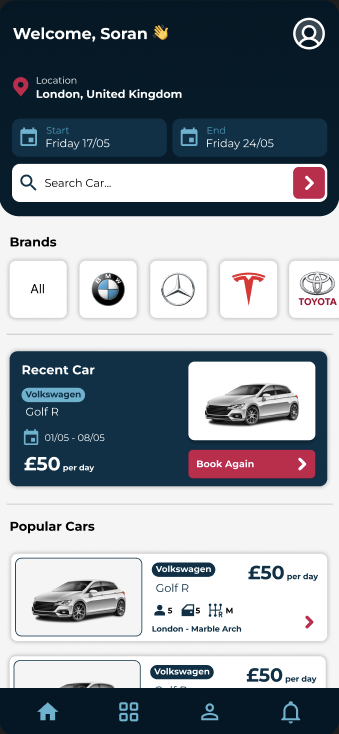 Welcome, Soran 👋
Location
London, United Kingdom
Start
Friday 17/05
End
Friday 24/05
Search Car...
Brands
All
BMW
TOYOTA
Recent Car
Volkswagen
Golf R
01/05 - 08/05
£50 per day
Book Again
Popular Cars
Volkswagen
£50 per day
Golf R
5
5
M
London - Marble Arch
Volkswagen
£50 per day